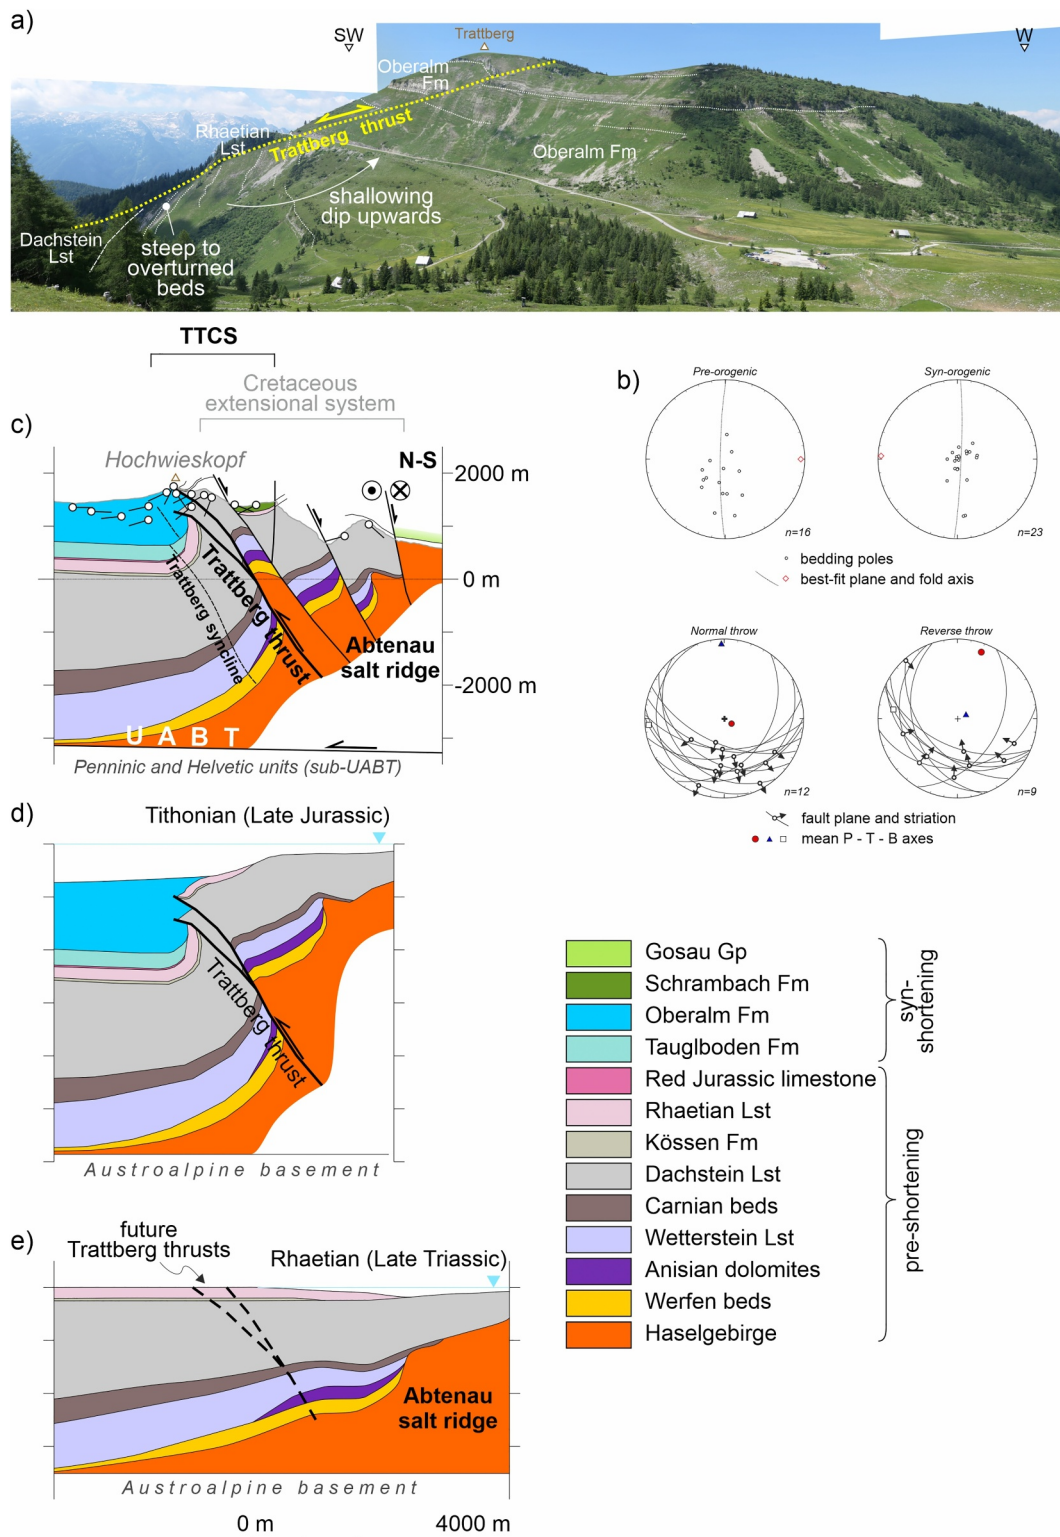 a)
SW
Trattberg
W
Oberalm
Fm
Rhaetian
Lst
Trattberg thrust
Oberalm Fm
shallowing
dip upwards
Dachstein
Lst
steep to
overturned
beds
TTCS
Cretaceous
extensional system
c)
Hochwieskopf
N-S
2000 m
0 m
-2000 m
Trattberg thrust
Trattberg syncline
Abtenau
salt ridge
U A B T
Penninic and Helvetic units (sub-UABT)
b)
Pre-orogenic
Syn-orogenic
n=16
n=23
bedding poles
best-fit plane and fold axis
Normal throw
Reverse throw
n=12
n=9
fault plane and striation
mean P - T - B axes
d)
Tithonian (Late Jurassic)
Trattberg thrust
Austroalpine basement
e)
future
Trattberg thrusts
Rhaetian (Late Triassic)
Abtenau
salt ridge
Austroalpine basement
0 m
4000 m
Gosau Gp
Schrambach Fm
Oberalm Fm
Tauglboden Fm
Red Jurassic limestone
Rhaetian Lst
Kössen Fm
Dachstein Lst
Carnian beds
Wetterstein Lst
Anisian dolomites
Werfen beds
Haselgebirge
syn-
shortening
pre-shortening